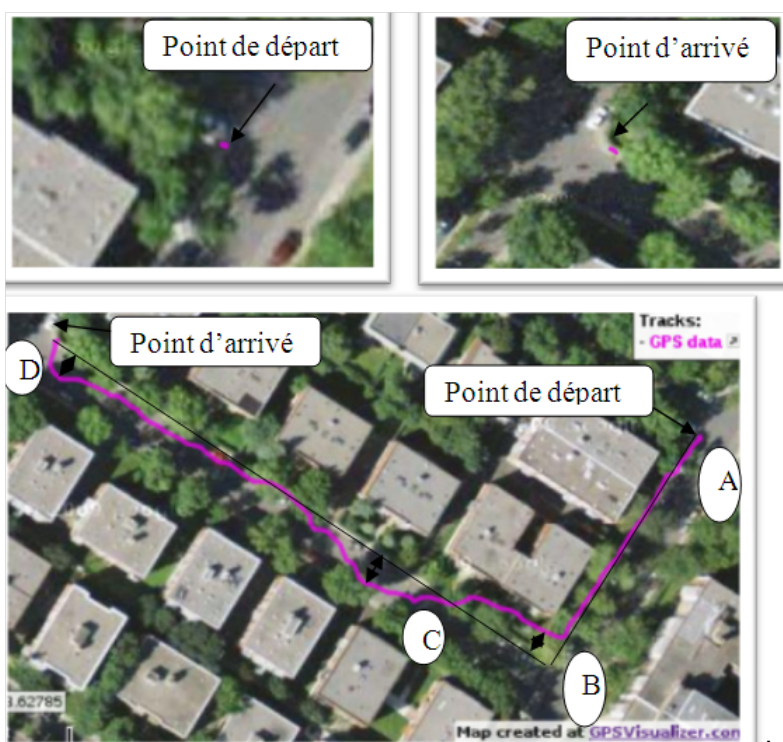 Point de départ
Point d'arrivé
Point d'arrivé
Tracks:
- GPS data
D
Point de départ
A
C
B
3.62785
Map created at GPSVisualizer.com